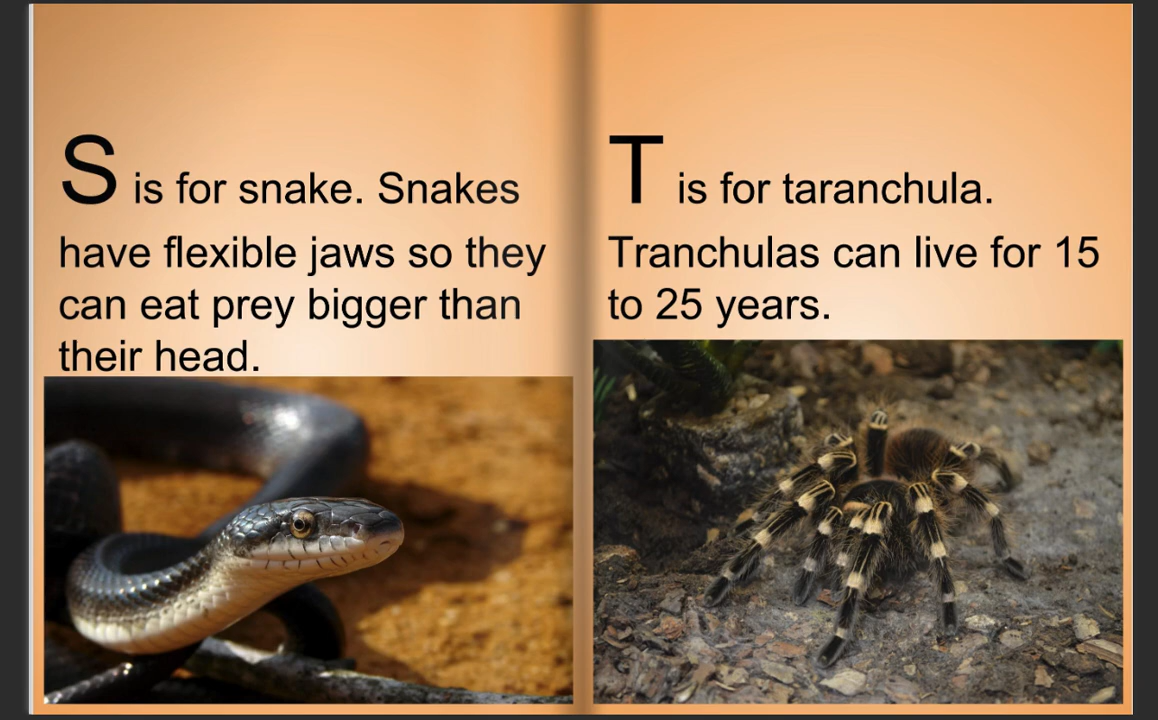 S is for snake. Snakes
have flexible jaws so they
can eat prey bigger than
their head.
T is for taranchula.
Tranchulas can live for 15
to 25 years.